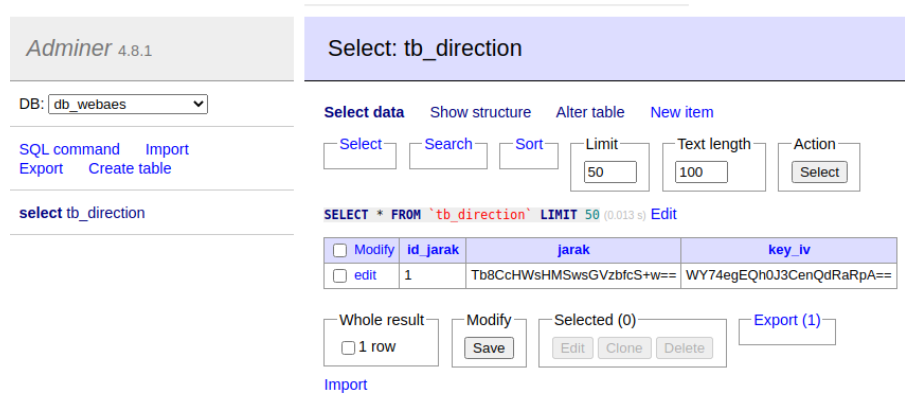 Adminer 4.8.1
DB: db_webaes
SQL command Import
Export Create table
select tb_direction
Select: tb_direction
Select data Show structure Alter table New item
Select Search Sort Limit Text length Action
50 100 Select
SELECT * FROM `tb_direction` LIMIT 50 (0.013 s) Edit
Modify id_jarak jarak key_iv
edit 1 Tb8CcHWsHMSwsGVzbfcS+w== WY74egEQh0J3CenQdRaRpA==
Whole result Modify Selected (0) Export (1)
1 row Save Edit Clone Delete
Import